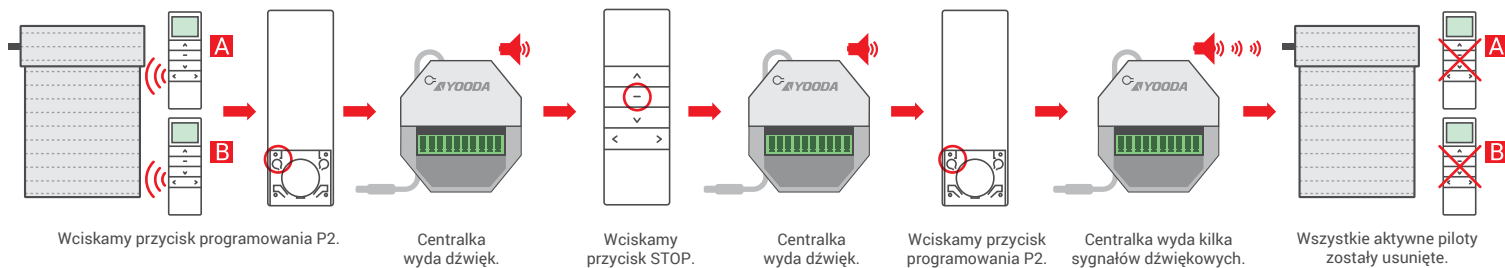 A
B
YOODA
YOODA
YOODA
A
B
Wciskamy przycisk programowania P2.
Centralka
wyda dźwięk.
Wciskamy
przycisk STOP.
Centralka
wyda dźwięk.
Wciskamy przycisk
programowania P2.
Centralka wyda kilka
sygnałów dźwiękowych.
Wszystkie aktywne piloty
zostały usunięte.